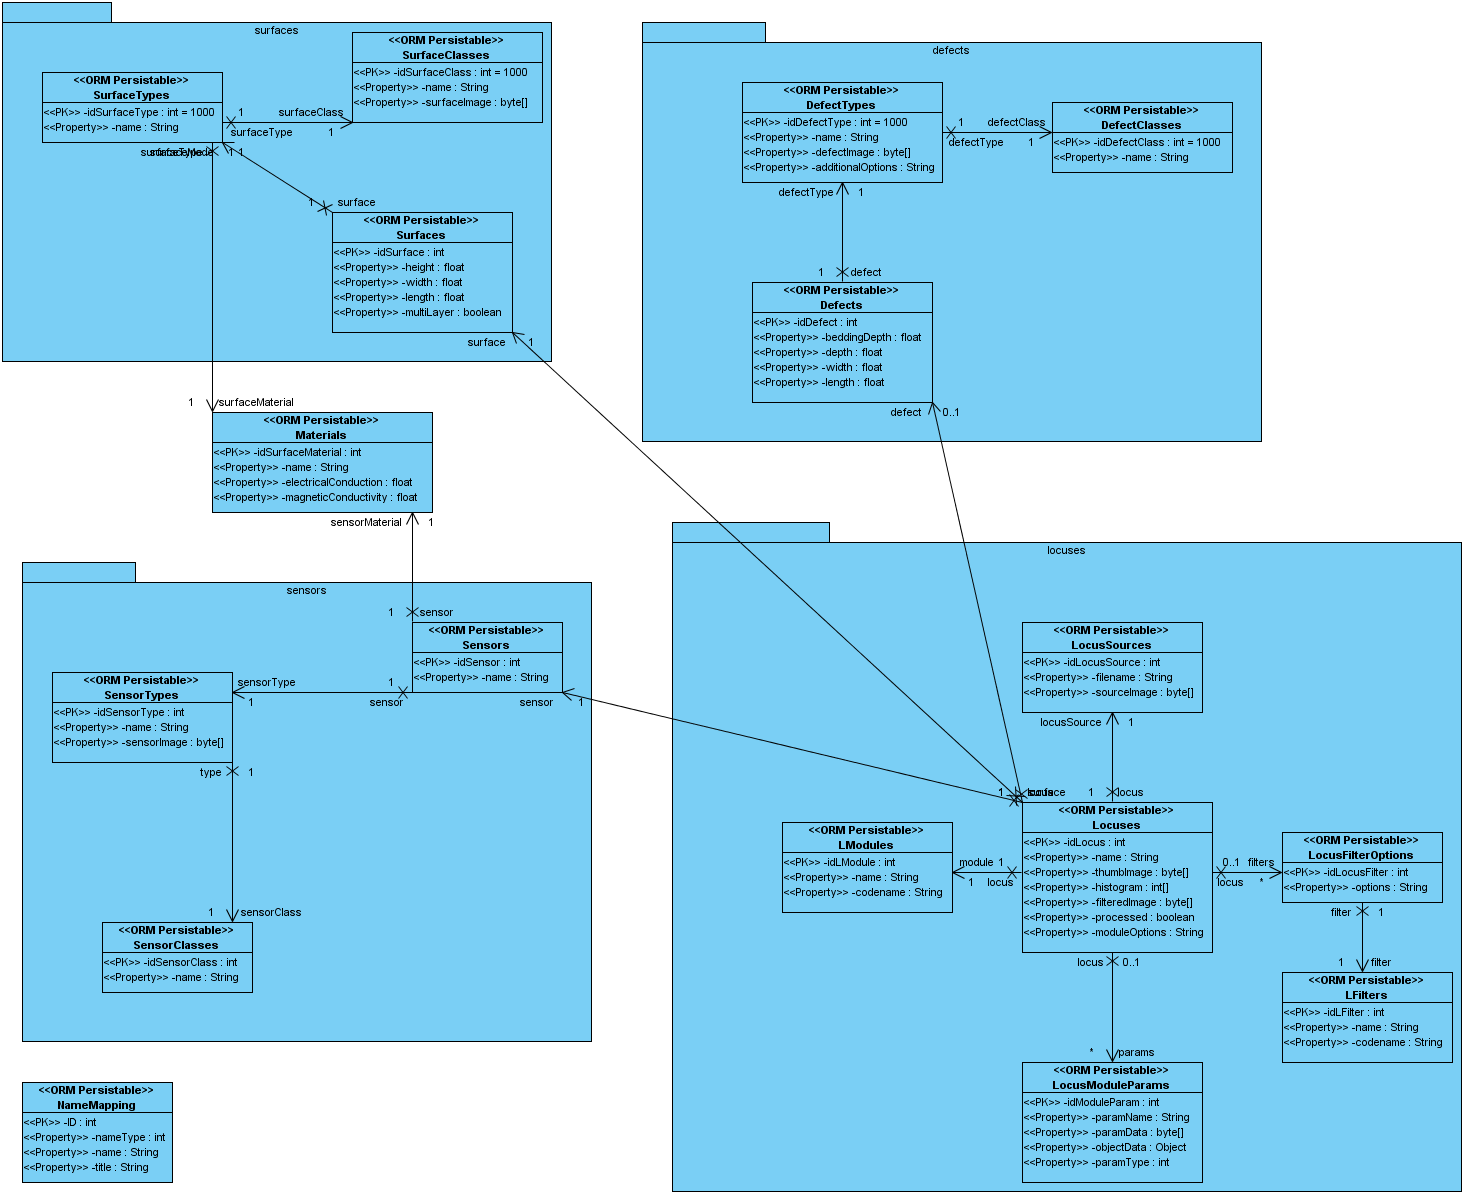 surfaces
<<ORM Persistable>>
SurfaceClasses
<<PK>> -idSurfaceClass : int = 1000
<<Property>> -name : String
<<Property>> -surfaceImage : byte[]
<<ORM Persistable>>
SurfaceTypes
<<PK>> -idSurfaceType : int = 1000
<<Property>> -name : String
1
surfaceClass
surfaceType
1
1 1
1
surface
<<ORM Persistable>>
Surfaces
<<PK>> -idSurface : int
<<Property>> -height : float
<<Property>> -width : float
<<Property>> -length : float
<<Property>> -multiLayer : boolean
surface
1
defects
<<ORM Persistable>>
DefectTypes
<<PK>> -idDefectType : int = 1000
<<Property>> -name : String
<<Property>> -defectImage : byte[]
<<Property>> -additionalOptions : String
1
defectClass
defectType
1
<<ORM Persistable>>
DefectClasses
<<PK>> -idDefectClass : int = 1000
<<Property>> -name : String
defectType
1
1
defect
<<ORM Persistable>>
Defects
<<PK>> -idDefect : int
<<Property>> -beddingDepth : float
<<Property>> -depth : float
<<Property>> -width : float
<<Property>> -length : float
defect
0..1
1
surfaceMaterial
<<ORM Persistable>>
Materials
<<PK>> -idSurfaceMaterial : int
<<Property>> -name : String
<<Property>> -electricalConduction : float
<<Property>> -magneticConductivity : float
sensorMaterial
1
sensors
1
sensor
<<ORM Persistable>>
Sensors
<<PK>> -idSensor : int
<<Property>> -name : String
sensorType
1
1
sensor
sensor
1
<<ORM Persistable>>
SensorTypes
<<PK>> -idSensorType : int
<<Property>> -name : String
<<Property>> -sensorImage : byte[]
type
1
1
sensorClass
<<ORM Persistable>>
SensorClasses
<<PK>> -idSensorClass : int
<<Property>> -name : String
locuses
<<ORM Persistable>>
LocusSources
<<PK>> -idLocusSource : int
<<Property>> -filename : String
<<Property>> -sourceImage : byte[]
locusSource
1
1
1
locus
<<ORM Persistable>>
Locuses
<<PK>> -idLocus : int
<<Property>> -name : String
<<Property>> -thumbImage : byte[]
<<Property>> -histogram : int[]
<<Property>> -filteredImage : byte[]
<<Property>> -processed : boolean
<<Property>> -moduleOptions : String
<<ORM Persistable>>
LModules
<<PK>> -idLModule : int
<<Property>> -name : String
<<Property>> -codename : String
module
1
1
locus
0..1
filters
locus
*
<<ORM Persistable>>
LocusFilterOptions
<<PK>> -idLocusFilter : int
<<Property>> -options : String
filter
1
1
filter
<<ORM Persistable>>
LFilters
<<PK>> -idLFilter : int
<<Property>> -name : String
<<Property>> -codename : String
locus
0..1
*
params
<<ORM Persistable>>
LocusModuleParams
<<PK>> -idModuleParam : int
<<Property>> -paramName : String
<<Property>> -paramData : byte[]
<<Property>> -objectData : Object
<<Property>> -paramType : int
<<ORM Persistable>>
NameMapping
<<PK>> -ID : int
<<Property>> -nameType : int
<<Property>> -name : String
<<Property>> -title : String